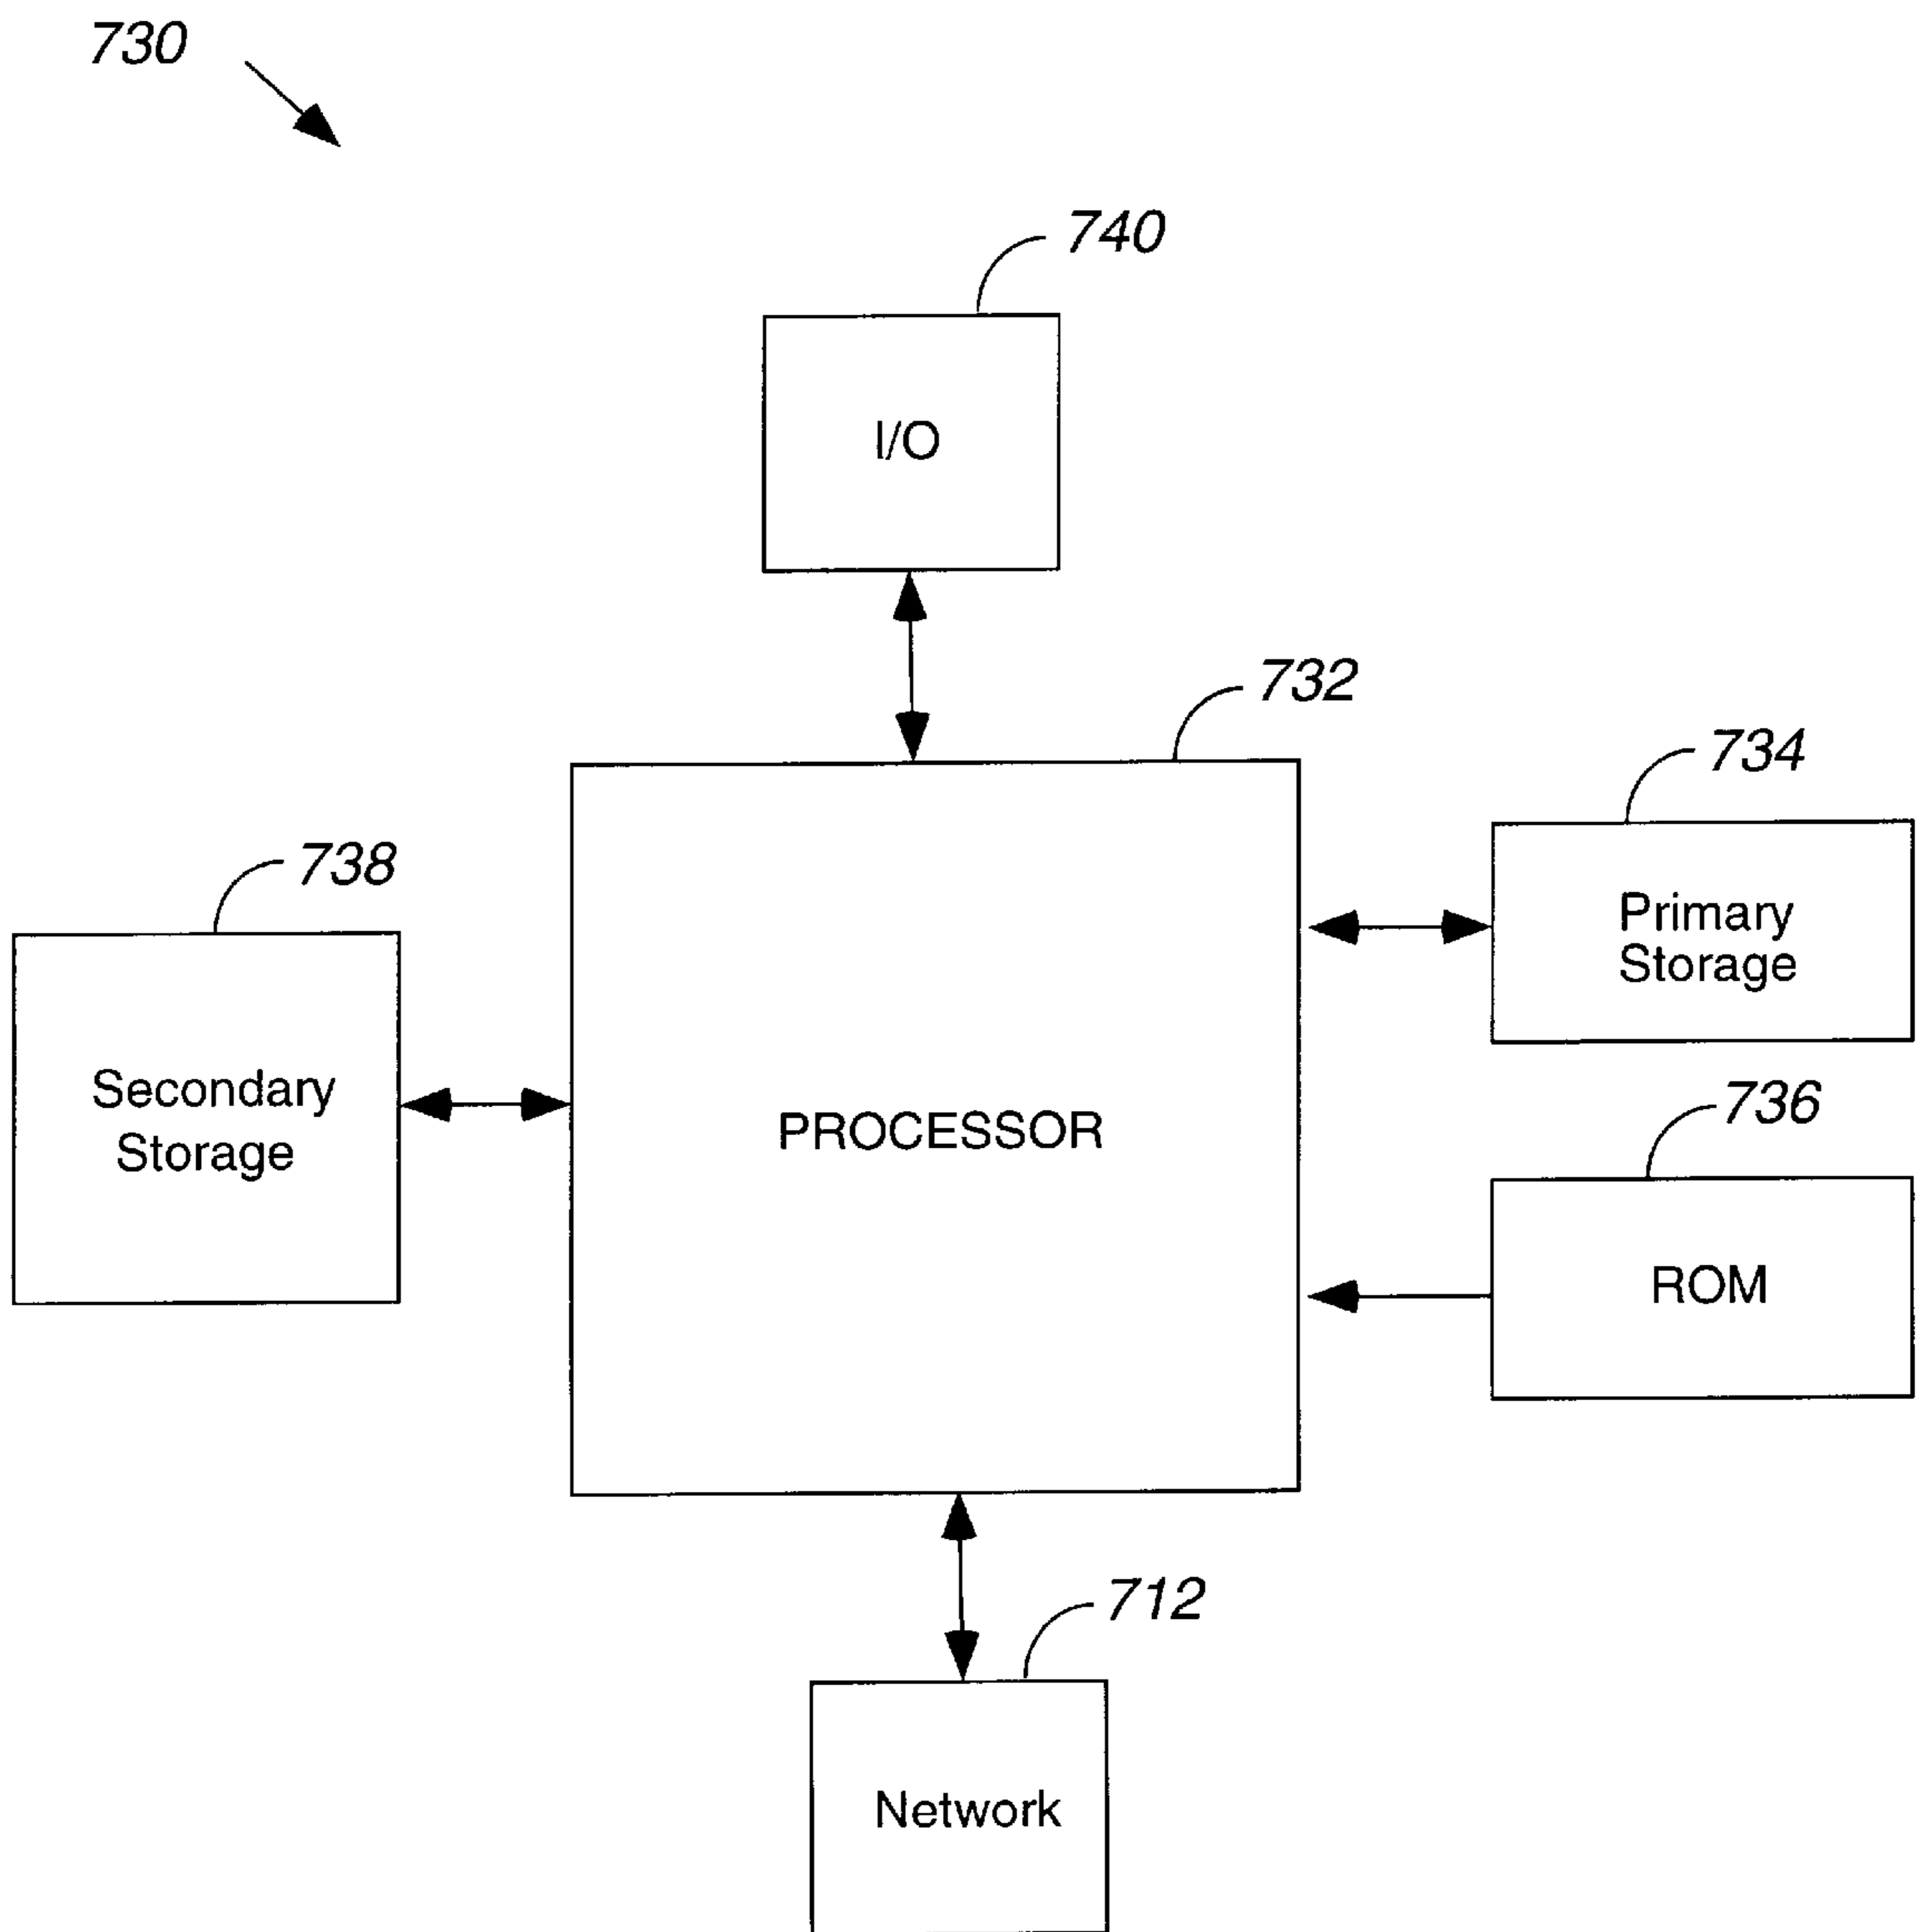 730
740
I/O
732
734
738
Primary
Storage
Secondary
Storage
736
PROCESSOR
ROM
712
Network